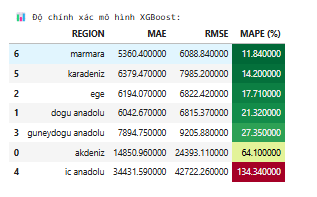 📊 Độ chính xác mô hình XGBoost:
REGION MAE RMSE MAPE (%)
6 marmara 5360.400000 6088.840000 11.840000
5 karadeniz 6379.470000 7985.200000 14.200000
2 ege 6194.070000 6822.420000 17.710000
1 dogu anadolu 6042.670000 6815.370000 21.320000
3 guneydogu anadolu 7894.750000 9205.880000 27.350000
0 akdeniz 14850.960000 24393.110000 64.100000
4 ic anadolu 34431.590000 42722.260000 134.340000